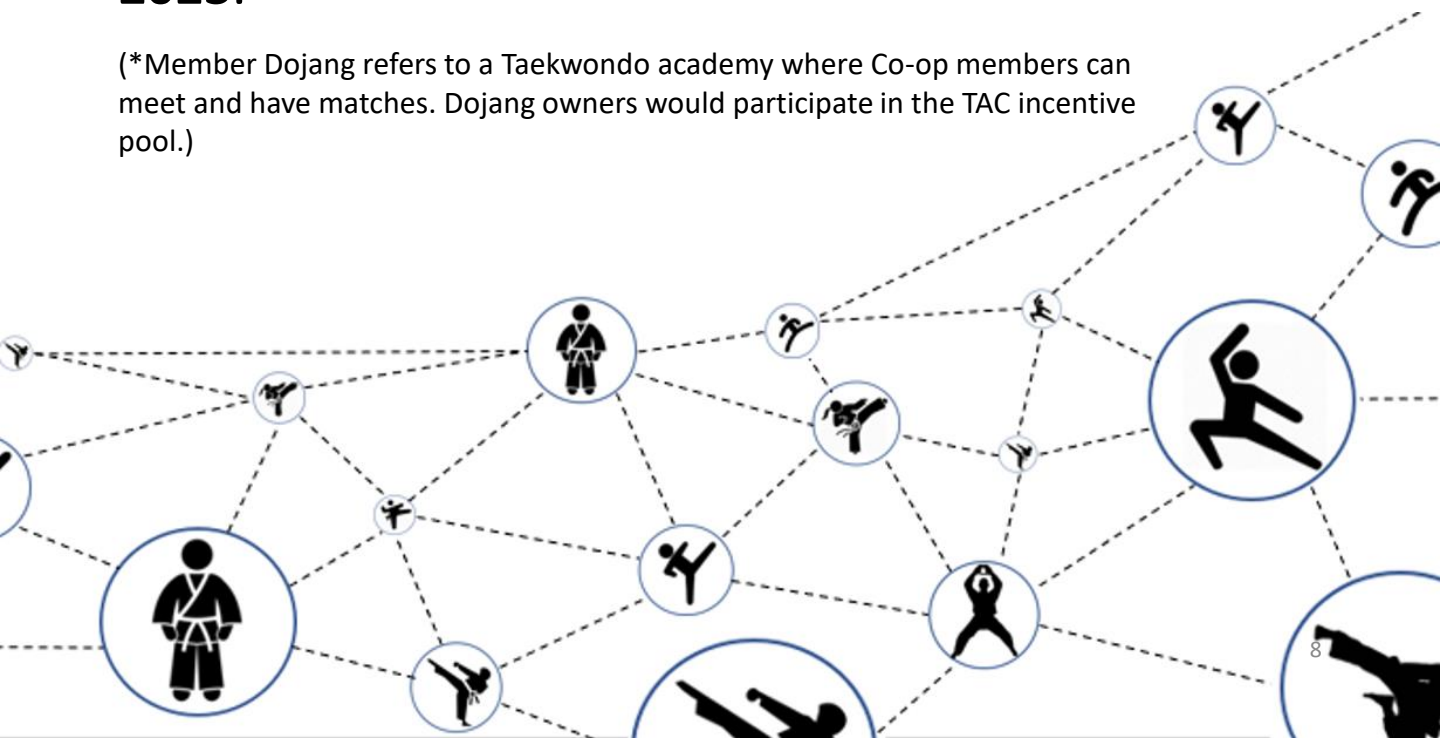 (*Member Dojang refers to a Taekwondo academy where Co-op members can
meet and have matches. Dojang owners would participate in the TAC incentive
pool.)
8